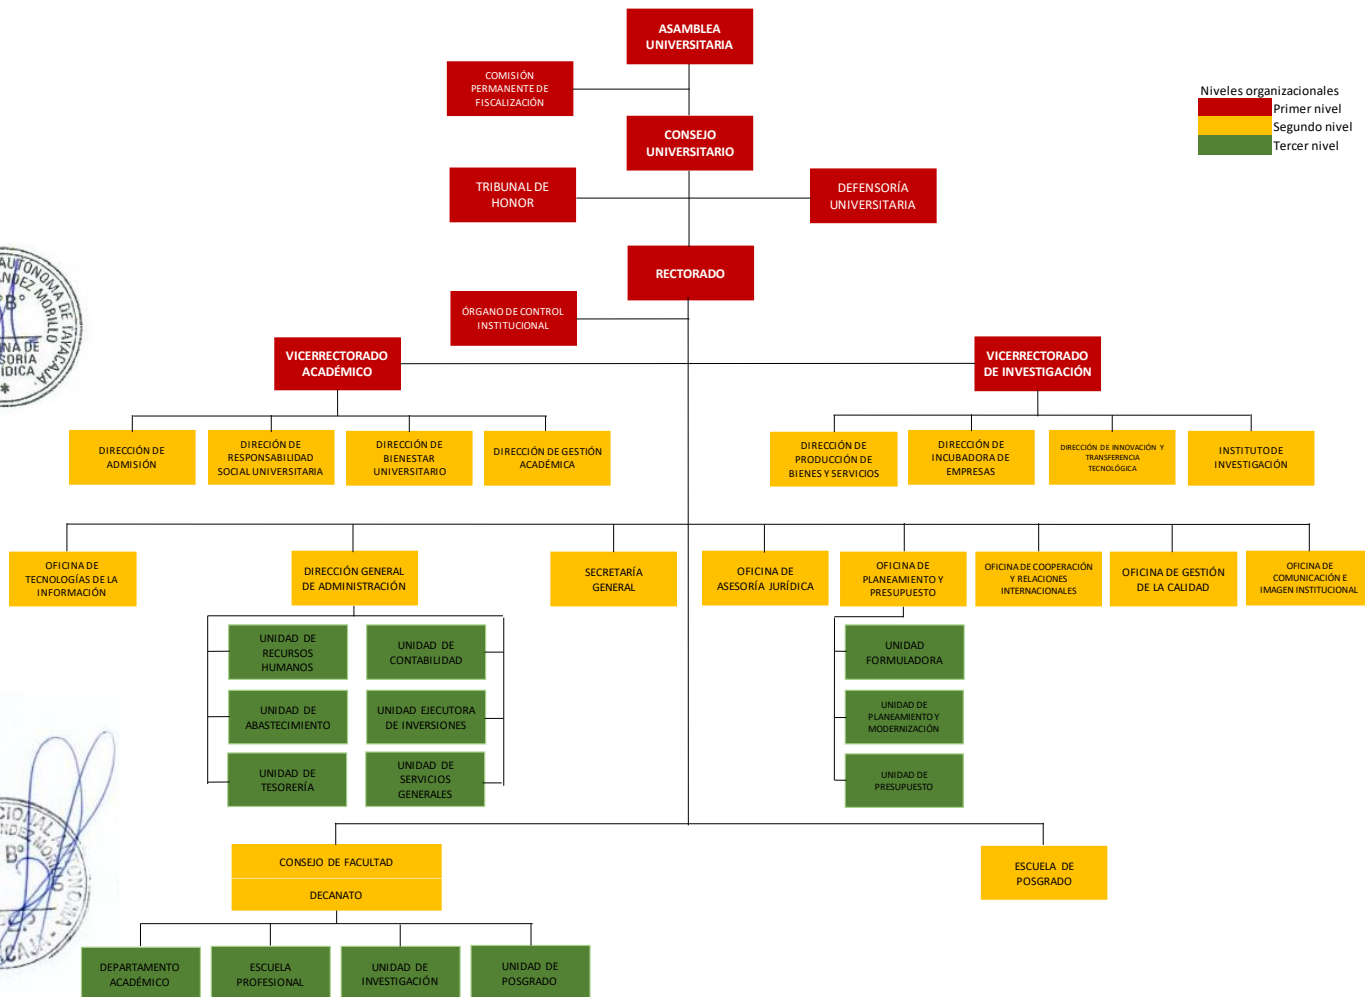 ASAMBLEA
UNIVERSITARIA
COMISIÓN
PERMANENTE DE
FISCALIZACIÓN
Niveles organizacionales
Primer nivel
Segundo nivel
Tercer nivel
CONSEJO
UNIVERSITARIO
TRIBUNAL DE
HONOR
DEFENSORÍA
UNIVERSITARIA
RECTORADO
ÓRGANO DE CONTROL
INSTITUCIONAL
VICERRECTORADO
ACADÉMICO
VICERRECTORADO
DE INVESTIGACIÓN
DIRECCIÓN DE
ADMISIÓN
DIRECIÓN DE
RESPONSABILIDAD
SOCIAL UNIVERSITARIA
DIRECCIÓN DE
BIENESTAR
UNIVERSITARIO
DIRECCIÓN DE GESTIÓN
ACADÉMICA
DIRECCIÓN DE
PRODUCCIÓN DE
BIENES Y SERVICIOS
DIRECCIÓN DE
INCUBADORA DE
EMPRESAS
DIRECCIÓN DE INNOVACIÓN Y
TRANSFERENCIA
TECNOLÓGICA
INSTITUTO DE
INVESTIGACIÓN
OFICINA DE
TECNOLOGÍAS DE LA
INFORMACIÓN
DIRECCIÓN GENERAL
DE ADMINISTRACIÓN
SECRETARÍA
GENERAL
OFICINA DE
ASESORÍA JURÍDICA
OFICINA DE
PLANEAMIENTO Y
PRESUPUESTO
OFICINA DE COOPERACIÓN
Y RELACIONES
INTERNACIONALES
OFICINA DE GESTIÓN
DE LA CALIDAD
OFICINA DE
COMUNICACIÓN E
IMAGEN INSTITUCIONAL
UNIDAD DE
RECURSOS
HUMANOS
UNIDAD DE
CONTABILIDAD
UNIDAD DE
ABASTECIMIENTO
UNIDAD EJECUTORA
DE INVERSIONES
UNIDAD DE
TESORERÍA
UNIDAD DE
SERVICIOS
GENERALES
UNIDAD
FORMULADORA
UNIDAD DE
PLANEAMIENTO Y
MODERNIZACIÓN
UNIDAD DE
PRESUPUESTO
CONSEJO DE FACULTAD
DECANATO
ESCUELA DE
POSGRADO
DEPARTAMENTO
ACADÉMICO
ESCUELA
PROFESIONAL
UNIDAD DE
INVESTIGACIÓN
UNIDAD DE
POSGRADO